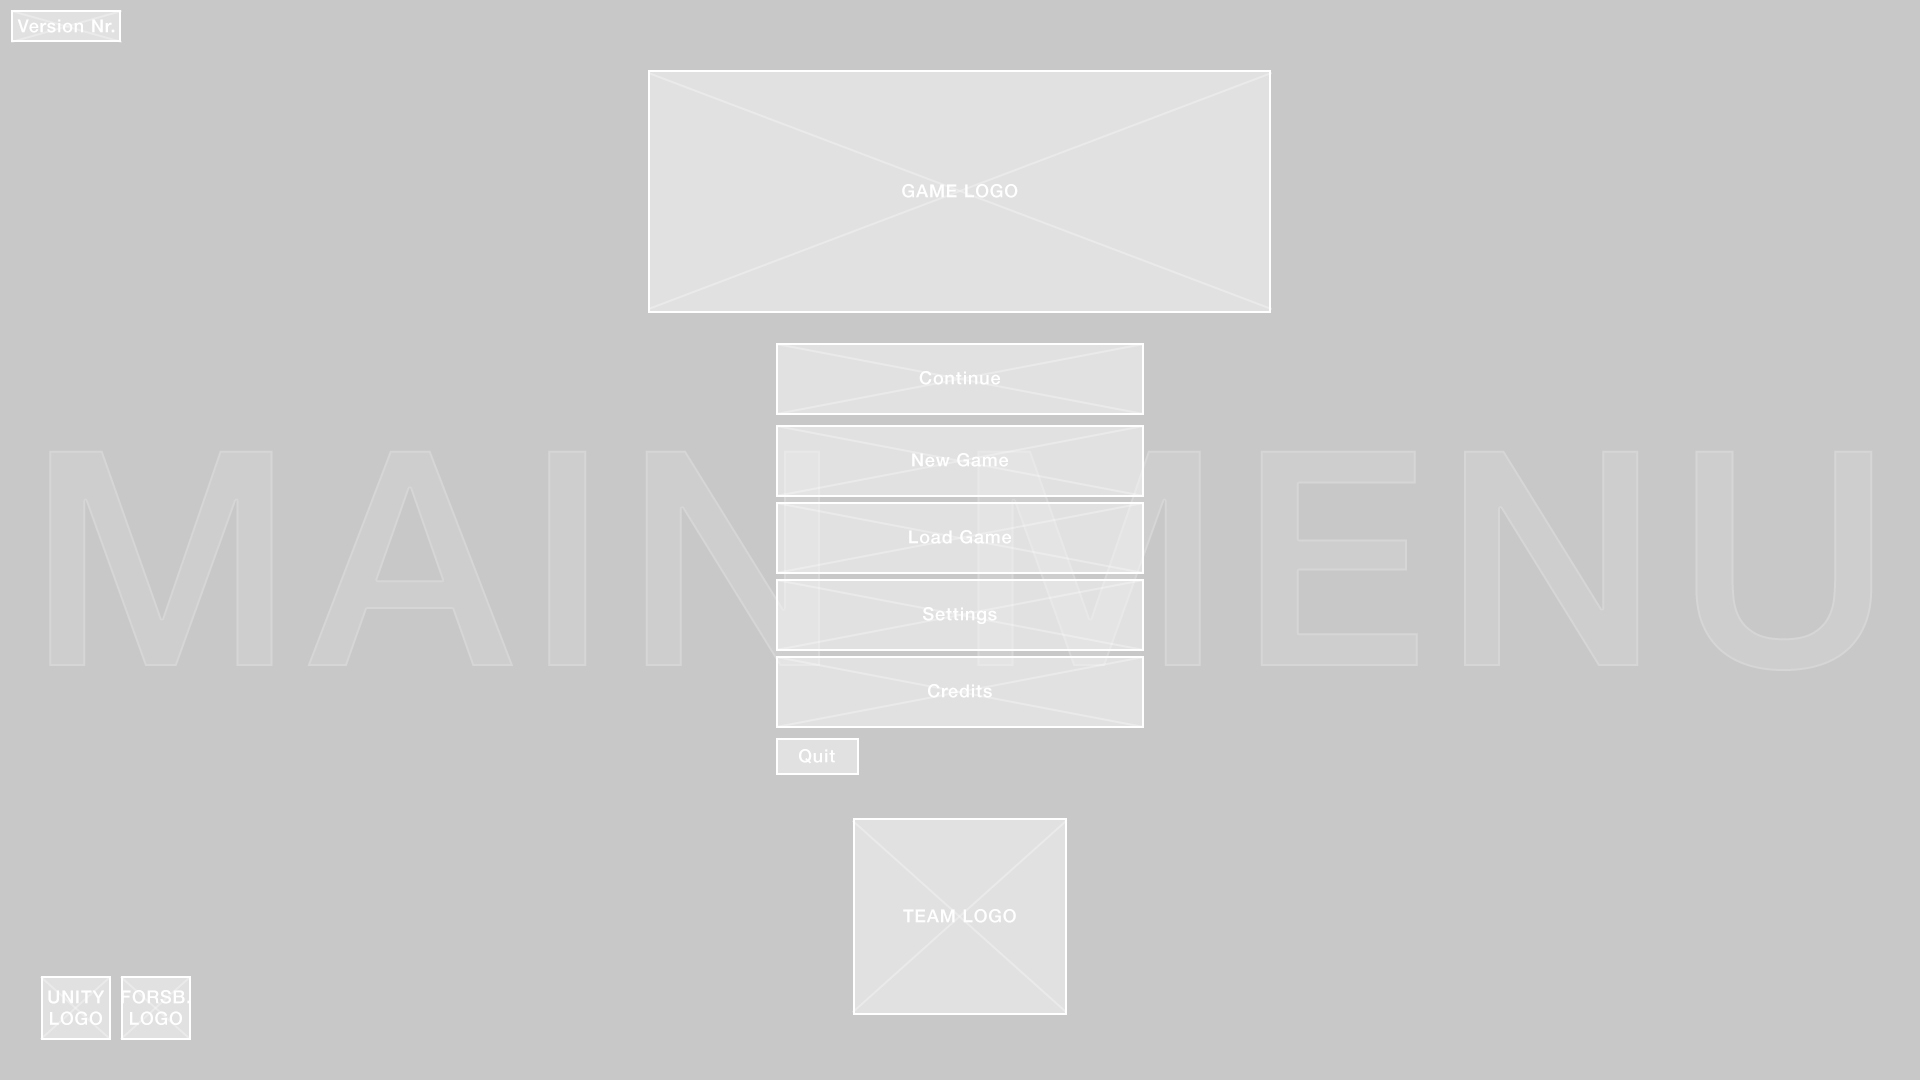 Version Nr.
GAME LOGO
Continue
MAIN MENU
New Game
Load Game
Settings
Credits
Quit
TEAM LOGO
UNITY
LOGO
FORSB.
LOGO